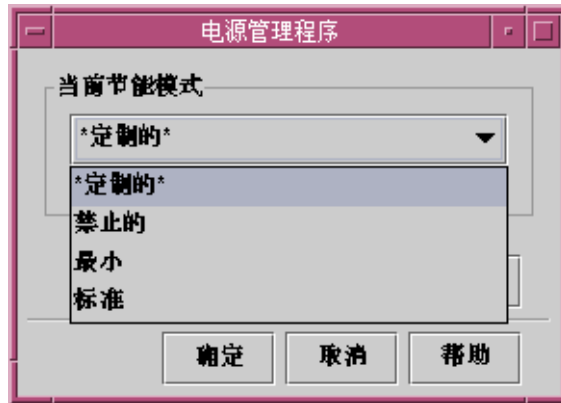 电源管理程序
当前节能模式
*定制的*
*定制的*
禁止的
最小
标准
确定 取消 帮助